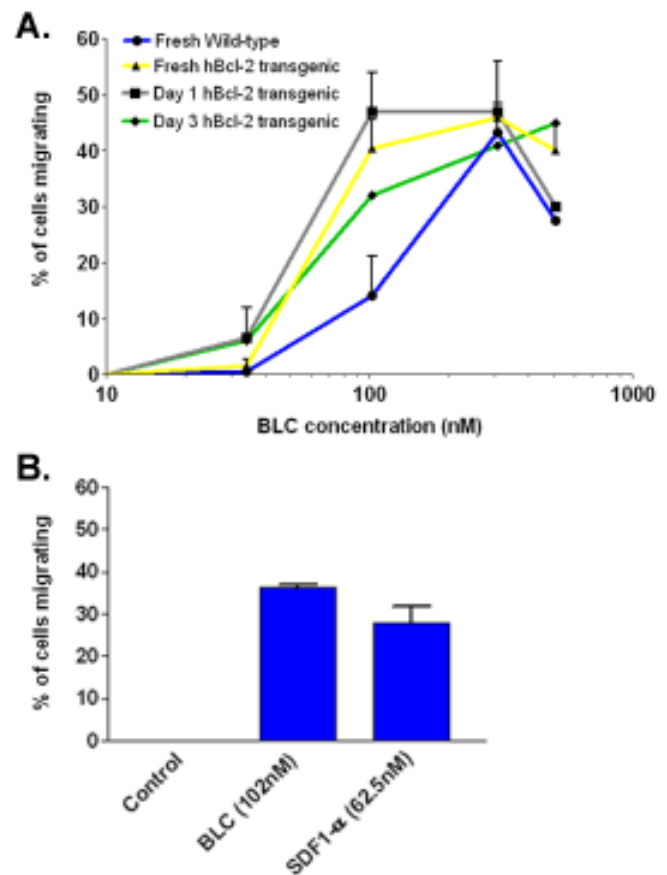 A.
60
50
40
30
20
10
0
% of cells migrating
Fresh Wild-type
Fresh hBcl-2 transgenic
Day 1 hBcl-2 transgenic
Day 3 hBcl-2 transgenic
10 100 1000
BLC concentration (nM)
B.
60
50
40
30
20
10
0
% of cells migrating
Control
BLC (102nM)
SDF1-α (62.5nM)